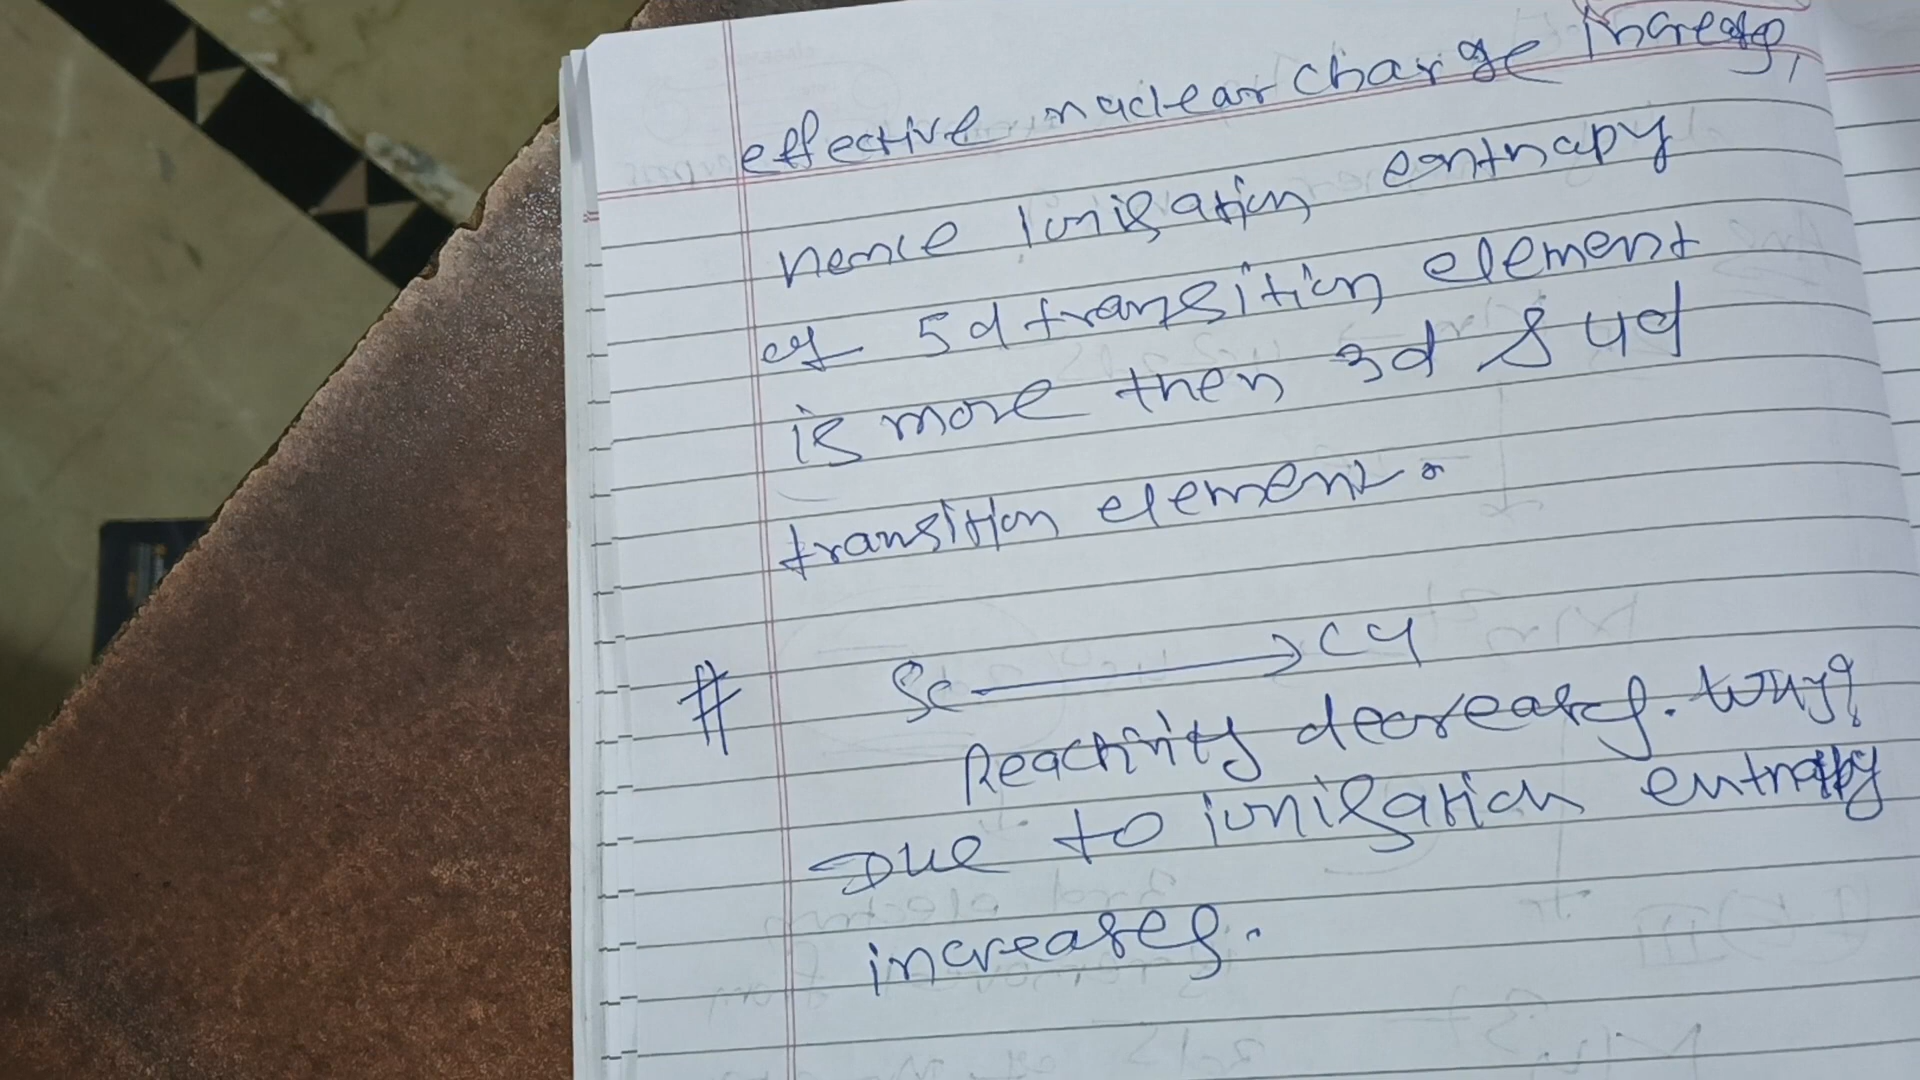 effective nuclear charge increases,
hence Ionisation enthapy
of 5d transition element
is more then 3d & 4d
transition element.
# Sc → Cu
Reactivity decreases. Why?
Due to ionisation enthalpy
increases.